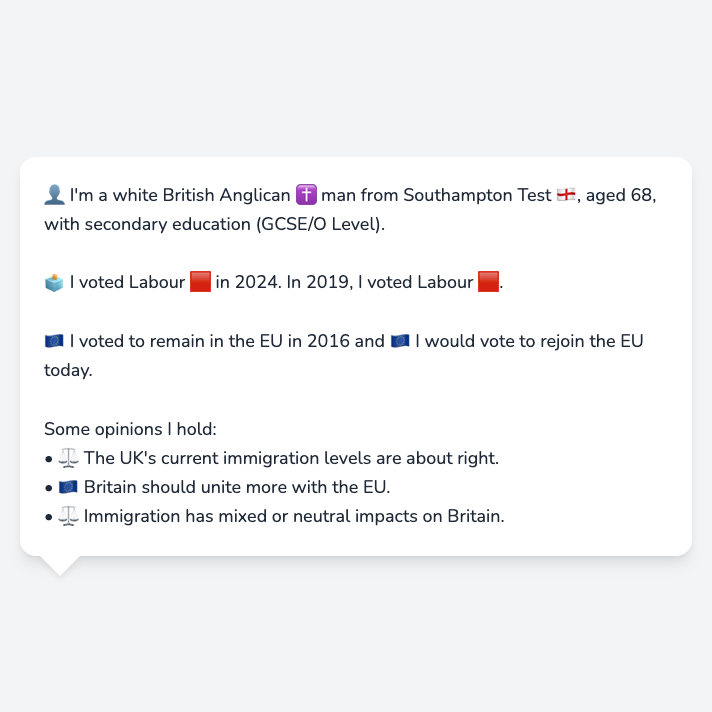 👤 I'm a white British Anglican ✝️ man from Southampton Test 🏴󠁧󠁢󠁥󠁮󠁧󠁿, aged 68,
with secondary education (GCSE/O Level).
🗳️ I voted Labour 🟥 in 2024. In 2019, I voted Labour 🟥.
🇪🇺 I voted to remain in the EU in 2016 and 🇪🇺 I would vote to rejoin the EU
today.
Some opinions I hold:
• ⚖️ The UK's current immigration levels are about right.
• 🇪🇺 Britain should unite more with the EU.
• ⚖️ Immigration has mixed or neutral impacts on Britain.